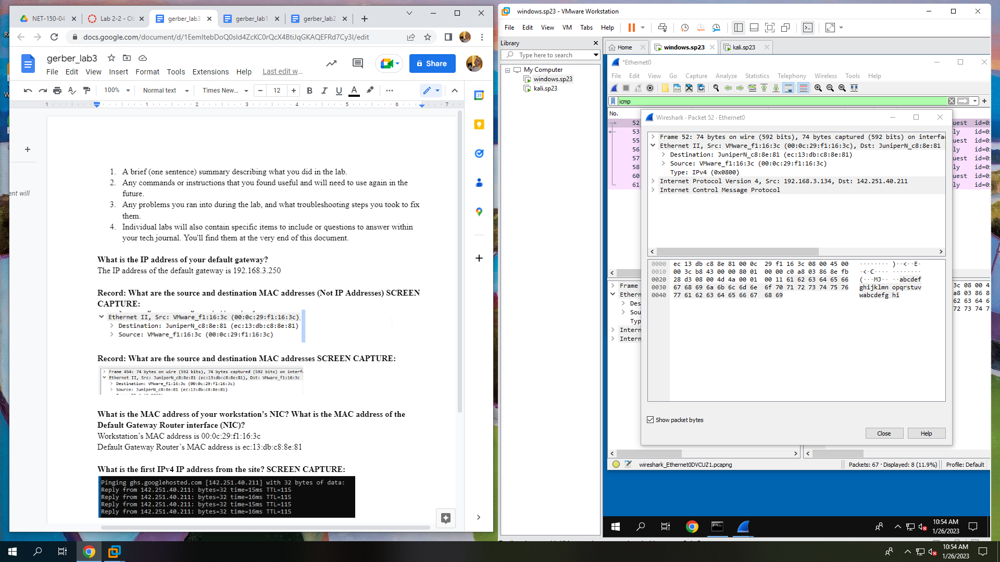 NET-150-04
Lab 2-2 - Ob
gerber_lab3
gerber_lab1
gerber_lab2
docs.google.com/document/d/1EemItebDoQ0sld4ZcKC0rQcX4BtiJqGKAQEFRd7Cy3I/edit
gerber_lab3
File Edit View Insert Format Tools Extensions Help Last edit w...
Share
100% Normal text Times New... 12
1 1 2 3 4 5 6 7
ent will
1. A brief (one sentence) summary describing what you did in the lab.
2. Any commands or instructions that you found useful and will need to use again in the
future.
3. Any problems you ran into during the lab, and what troubleshooting steps you took to fix
them.
4. Individual labs will also contain specific items to include or questions to answer within
your tech journal. You'll find them at the very end of this document.
What is the IP address of your default gateway?
The IP address of the default gateway is 192.168.3.250
Record: What are the source and destination MAC addresses (Not IP Addresses) SCREEN
CAPTURE:
Ethernet II, Src: VMware_f1:16:3c (00:0c:29:f1:16:3c),
Destination: JuniperN_c8:8e:81 (ec:13:db:c8:8e:81)
Source: VMware_f1:16:3c (00:0c:29:f1:16:3c)
Record: What are the source and destination MAC addresses SCREEN CAPTURE:
Frame 454: 74 bytes on wire (592 bits), 74 bytes captured (592 bits) on interfa
Ethernet II, Src: JuniperN_c8:8e:81 (ec:13:db:c8:8e:81), Dst: VMware_f1:16:3c
Destination: VMware_f1:16:3c (00:0c:29:f1:16:3c)
Source: JuniperN_c8:8e:81 (ec:13:db:c8:8e:81)
What is the MAC address of your workstation's NIC? What is the MAC address of the
Default Gateway Router interface (NIC)?
Workstation’s MAC address is 00:0c:29:f1:16:3c
Default Gateway Router’s MAC address is ec:13:db:c8:8e:81
What is the first IPv4 IP address from the site? SCREEN CAPTURE:
Pinging ghs.googlehosted.com [142.251.40.211] with 32 bytes of data:
Reply from 142.251.40.211: bytes=32 time=15ms TTL=115
Reply from 142.251.40.211: bytes=32 time=16ms TTL=115
Reply from 142.251.40.211: bytes=32 time=15ms TTL=115
Reply from 142.251.40.211: bytes=32 time=16ms TTL=115
windows.sp23 - VMware Workstation
File Edit View VM Tabs Help
Library
Type here to search
My Computer
windows.sp23
kali.sp23
Home
windows.sp23
kali.sp23
*Ethernet0
File Edit View Go Capture Analyze Statistics Telephony Wireless Tools Help
icmp
No.
52 uest id=0
53 ly id=0
55 uest id=0
56 ly id=0
57 uest id=0
58 ly id=0
60 uest id=0
61 ly id=0
Wireshark · Packet 52 · Ethernet0
Frame 52: 74 bytes on wire (592 bits), 74 bytes captured (592 bits) on interfa
Ethernet II, Src: VMware_f1:16:3c (00:0c:29:f1:16:3c), Dst: JuniperN_c8:8e:81
Destination: JuniperN_c8:8e:81 (ec:13:db:c8:8e:81)
Source: VMware_f1:16:3c (00:0c:29:f1:16:3c)
Type: IPv4 (0x0800)
Internet Protocol Version 4, Src: 192.168.3.134, Dst: 142.251.40.211
Internet Control Message Protocol
0000 ec 13 db c8 8e 81 00 0c 29 f1 16 3c 08 00 45 00 ········ )··<··E·
0010 00 3c b8 43 00 00 80 01 00 00 c0 a8 03 86 8e fb ·<·C···· ········
0020 28 d3 08 00 4d 4a 00 01 00 11 61 62 63 64 65 66 (···MJ·· ··abcdef
0030 67 68 69 6a 6b 6c 6d 6e 6f 70 71 72 73 74 75 76 ghijklmn opqrstuv
0040 77 61 62 63 64 65 66 67 68 69 wabcdefg hi
Show packet bytes
Close Help
Frame
Ethern
Des
Sou
Typ
Intern
Intern
3c 08 00 4
a8 03 86 8
62 63 64 6
72 73 74 7
wireshark_Ethernet0DVCUZ1.pcapng
Packets: 67 · Displayed: 8 (11.9%)
Profile: Default
10:54 AM
1/26/2023
10:54 AM
1/26/2023